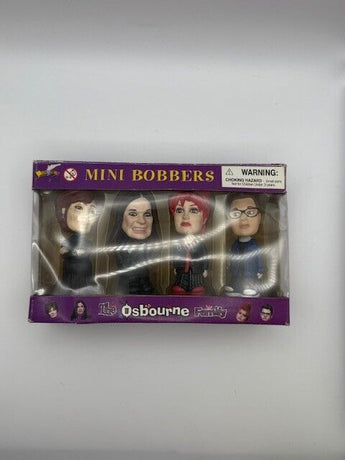 MINI BOBBERS
WARNING:
CHOKING HAZARD - Small parts
Not for Children Under 3 years.
The Osbourne Family